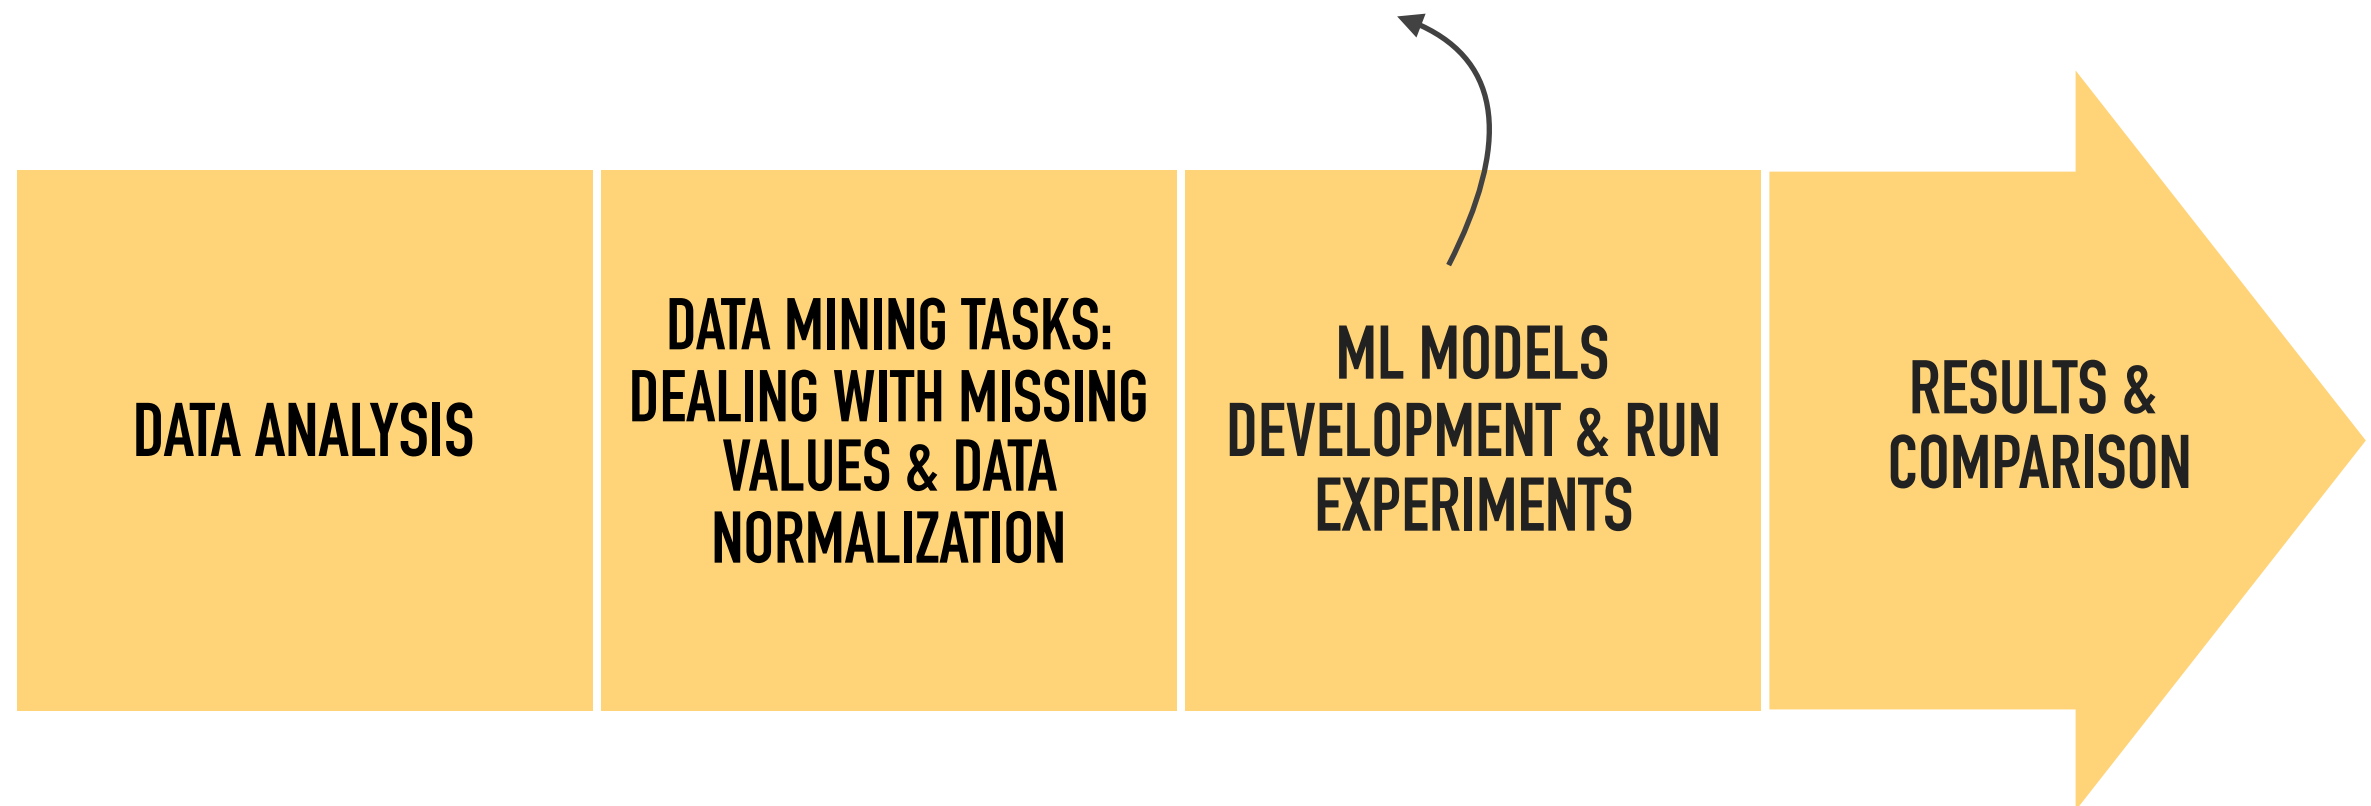 DATA ANALYSIS
DATA MINING TASKS:
DEALING WITH MISSING
VALUES & DATA
NORMALIZATION
ML MODELS
DEVELOPMENT & RUN
EXPERIMENTS
RESULTS &
COMPARISON